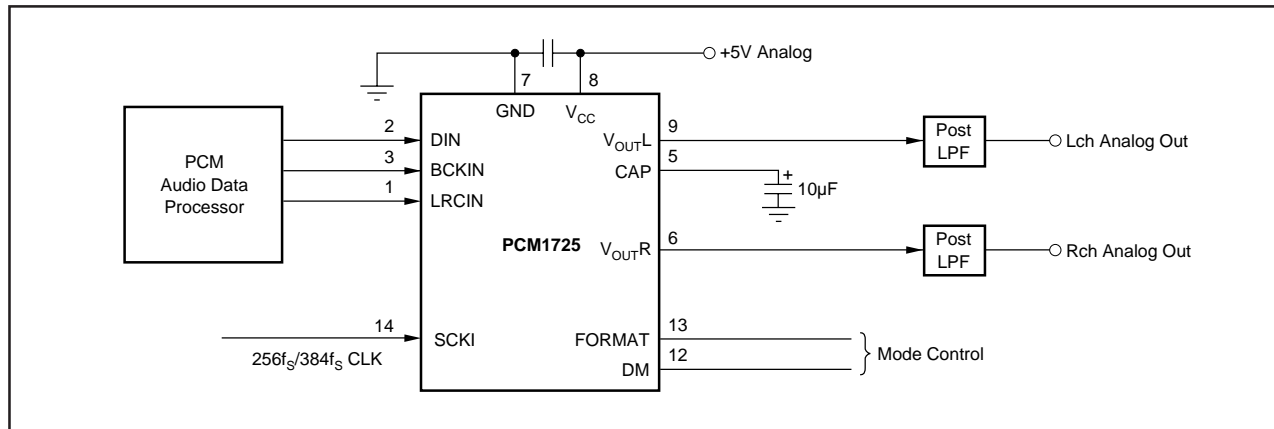 +5V Analog
7
8
GND
VCC
PCM
Audio Data
Processor
2
DIN
3
BCKIN
1
LRCIN
VOUTL
9
Post
LPF
Lch Analog Out
CAP
5
+
10µF
PCM1725
VOUTR
6
Post
LPF
Rch Analog Out
14
SCKI
256fS/384fS CLK
FORMAT
13
DM
12
Mode Control